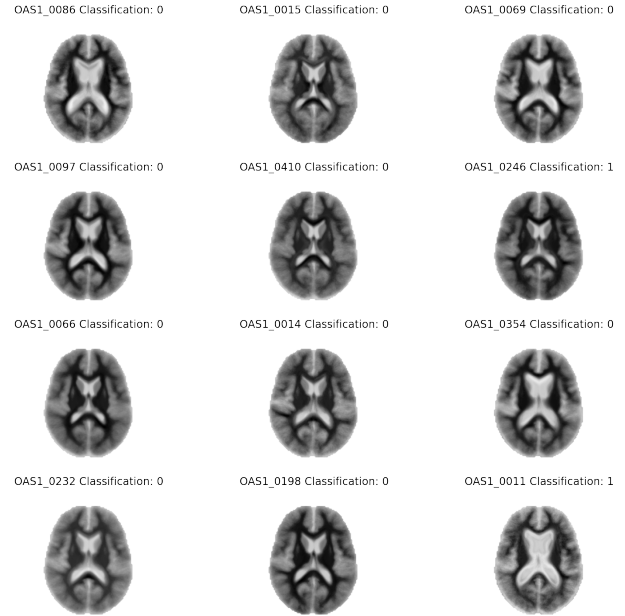 OAS1_0086 Classification: 0 OAS1_0015 Classification: 0 OAS1_0069 Classification: 0
OAS1_0097 Classification: 0 OAS1_0410 Classification: 0 OAS1_0246 Classification: 1
OAS1_0066 Classification: 0 OAS1_0014 Classification: 0 OAS1_0354 Classification: 0
OAS1_0232 Classification: 0 OAS1_0198 Classification: 0 OAS1_0011 Classification: 1